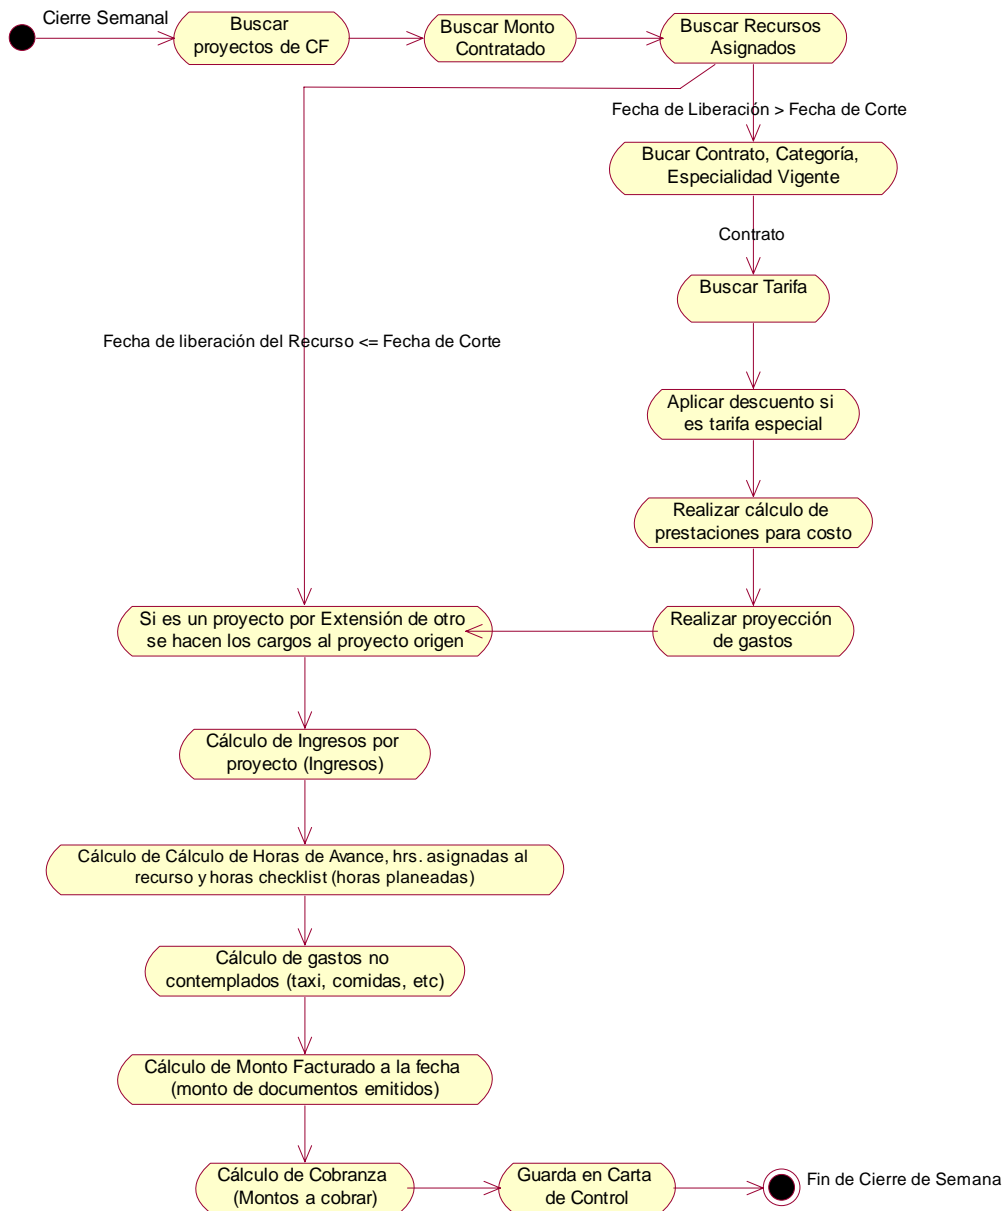 Cierre Semanal
Buscar
proyectos de CF
Buscar Monto
Contratado
Buscar Recursos
Asignados
Fecha de Liberación > Fecha de Corte
Bucar Contrato, Categoría,
Especialidad Vigente
Contrato
Buscar Tarifa
Fecha de liberación del Recurso <= Fecha de Corte
Aplicar descuento si
es tarifa especial
Realizar cálculo de
prestaciones para costo
Si es un proyecto por Extensión de otro
se hacen los cargos al proyecto origen
Realizar proyección
de gastos
Cálculo de Ingresos por
proyecto (Ingresos)
Cálculo de Cálculo de Horas de Avance, hrs. asignadas al
recurso y horas checklist (horas planeadas)
Cálculo de gastos no
contemplados (taxi, comidas, etc)
Cálculo de Monto Facturado a la fecha
(monto de documentos emitidos)
Cálculo de Cobranza
(Montos a cobrar)
Guarda en Carta
de Control
Fin de Cierre de Semana